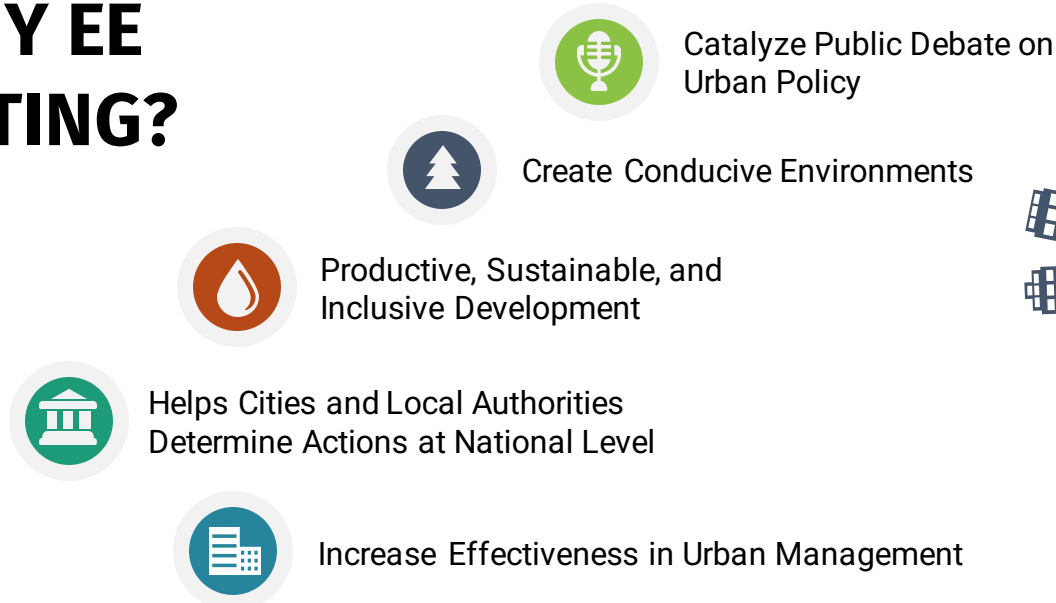 Y EE
TING?
Catalyze Public Debate on
Urban Policy
Create Conducive Environments
Productive, Sustainable, and
Inclusive Development
Helps Cities and Local Authorities
Determine Actions at National Level
Increase Effectiveness in Urban Management